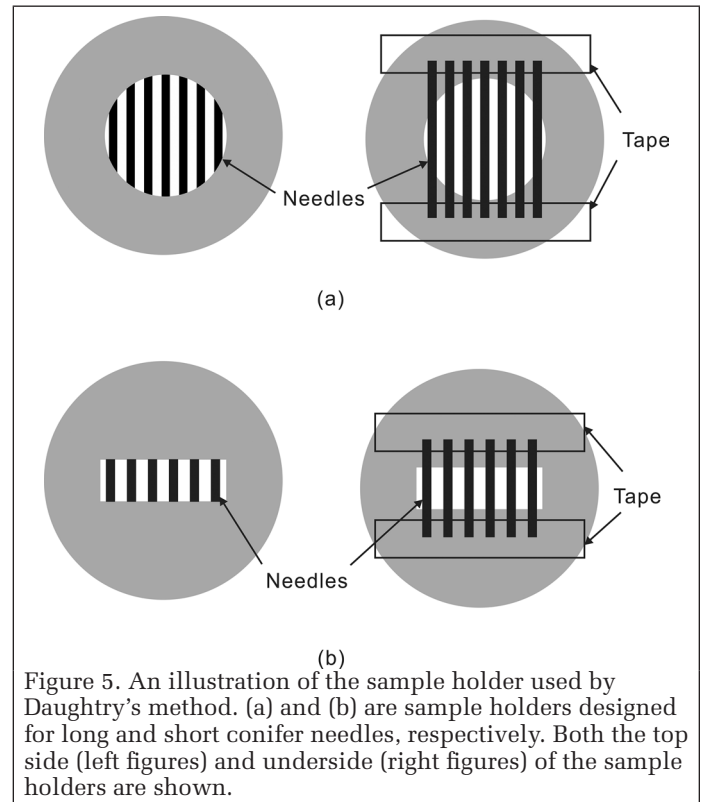 Needles
Tape
(a)
Needles
Tape
(b)
Figure 5. An illustration of the sample holder used by
Daughtry's method. (a) and (b) are sample holders designed
for long and short conifer needles, respectively. Both the top
side (left figures) and underside (right figures) of the sample
holders are shown.